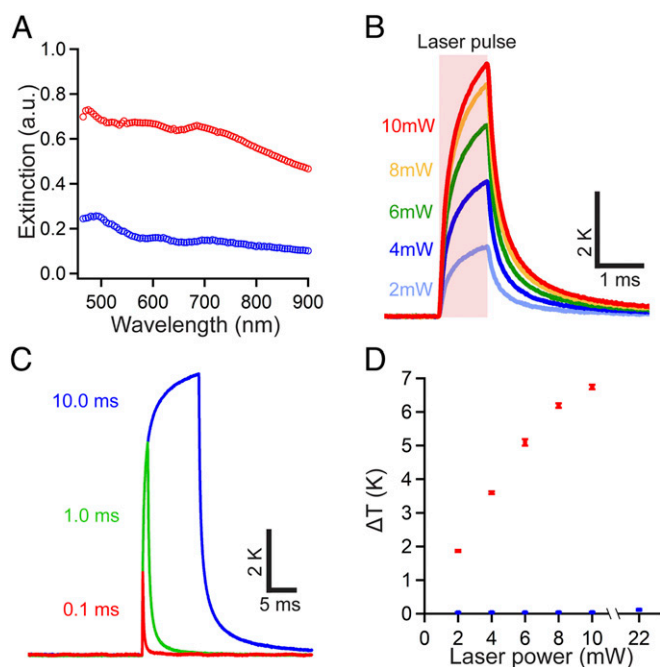 A
1.0
0.8
0.6
0.4
0.2
0.0
Extinction (a.u.)
500 600 700 800 900
Wavelength (nm)
B
Laser pulse
10mW
8mW
6mW
4mW
2mW
2 K
1 ms
C
10.0 ms
1.0 ms
0.1 ms
2 K
5 ms
D
7
6
5
4
3
2
1
0
ΔT (K)
0 2 4 6 8 10 22
Laser power (mW)